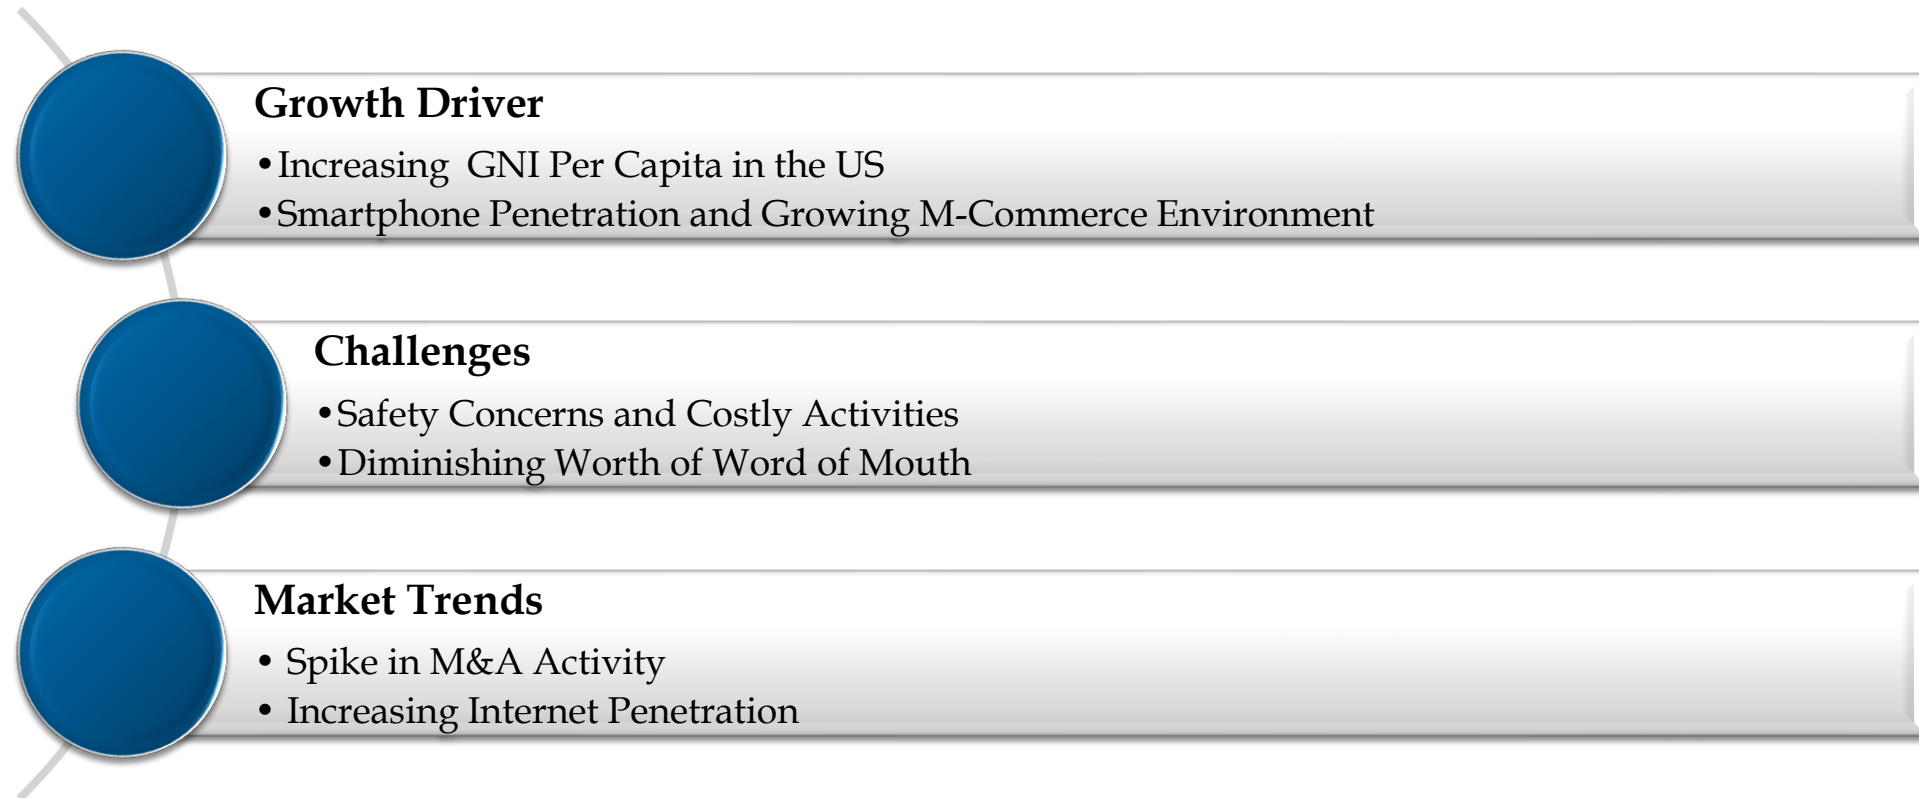 Growth Driver
•Increasing  GNI Per Capita in the US
•Smartphone Penetration and Growing M-Commerce Environment
Challenges
•Safety Concerns and Costly Activities
•Diminishing Worth of Word of Mouth
Market Trends
• Spike in M&A Activity
• Increasing Internet Penetration